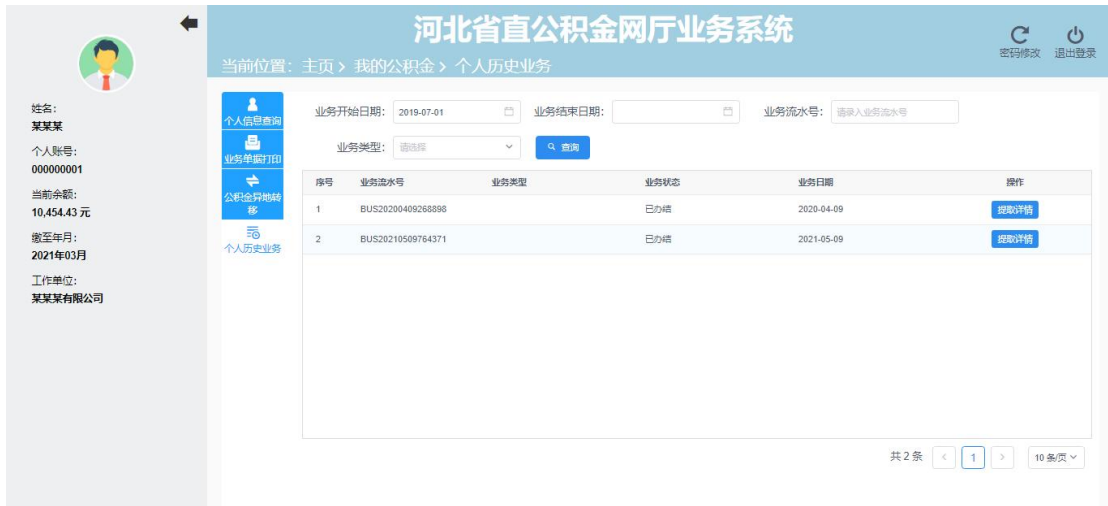 河北省直公积金网厅业务系统
密码修改 退出登录
当前位置：主页 > 我的公积金 > 个人历史业务
姓名：
某某某
个人账号：
000000001
当前余额：
10,454.43 元
缴至年月：
2021年03月
工作单位：
某某某有限公司
个人信息查询
业务单据打印
公积金异地转
移
个人历史业务
业务开始日期： 2019-07-01 业务结束日期： 业务流水号： 请录入业务流水号
业务类型： 请选择 查询
序号 业务流水号 业务类型 业务状态 业务日期 操作
1 BUS20200409268898 已办结 2020-04-09 提取详情
2 BUS20210509764371 已办结 2021-05-09 提取详情
共 2 条 < 1 > 10 条/页